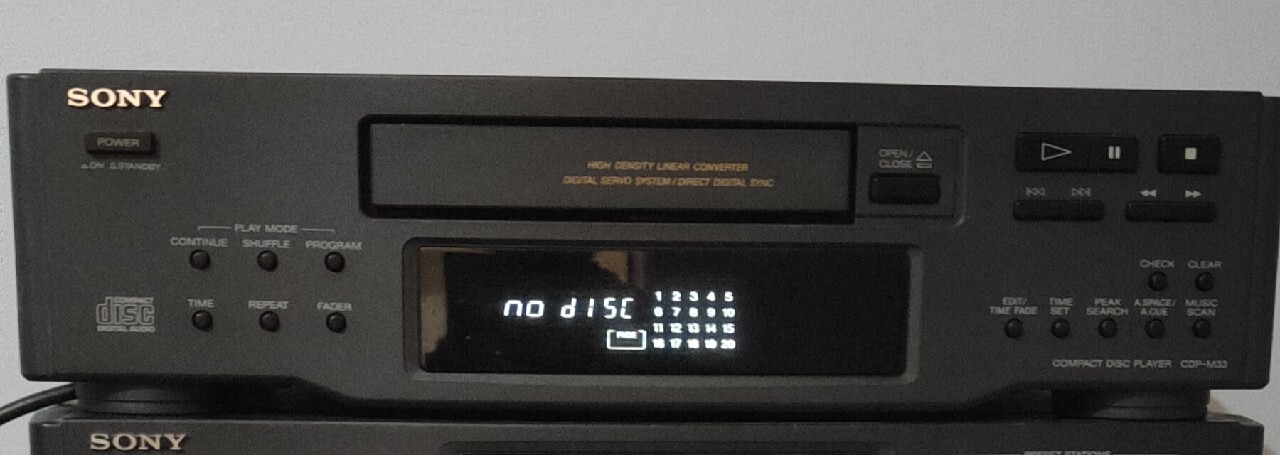 SONY
POWER
ON STANDBY
HIGH DENSITY LINEAR CONVERTER
DIGITAL SERVO SYSTEM / DIRECT DIGITAL SYNC
OPEN/
CLOSE
PLAY MODE
CONTINUE SHUFFLE PROGRAM
TIME REPEAT FADER
COMPACT
disc
DIGITAL AUDIO
no dISC
1 2 3 4 5
6 7 8 9 10
11 12 13 14 15
16 17 18 19 20
CHECK CLEAR
EDIT/
TIME FADE
TIME
SET
PEAK
SEARCH
A.SPACE/
A.CUE
MUSIC
SCAN
COMPACT DISC PLAYER CDP-M33
SONY
PRESET STATIONS